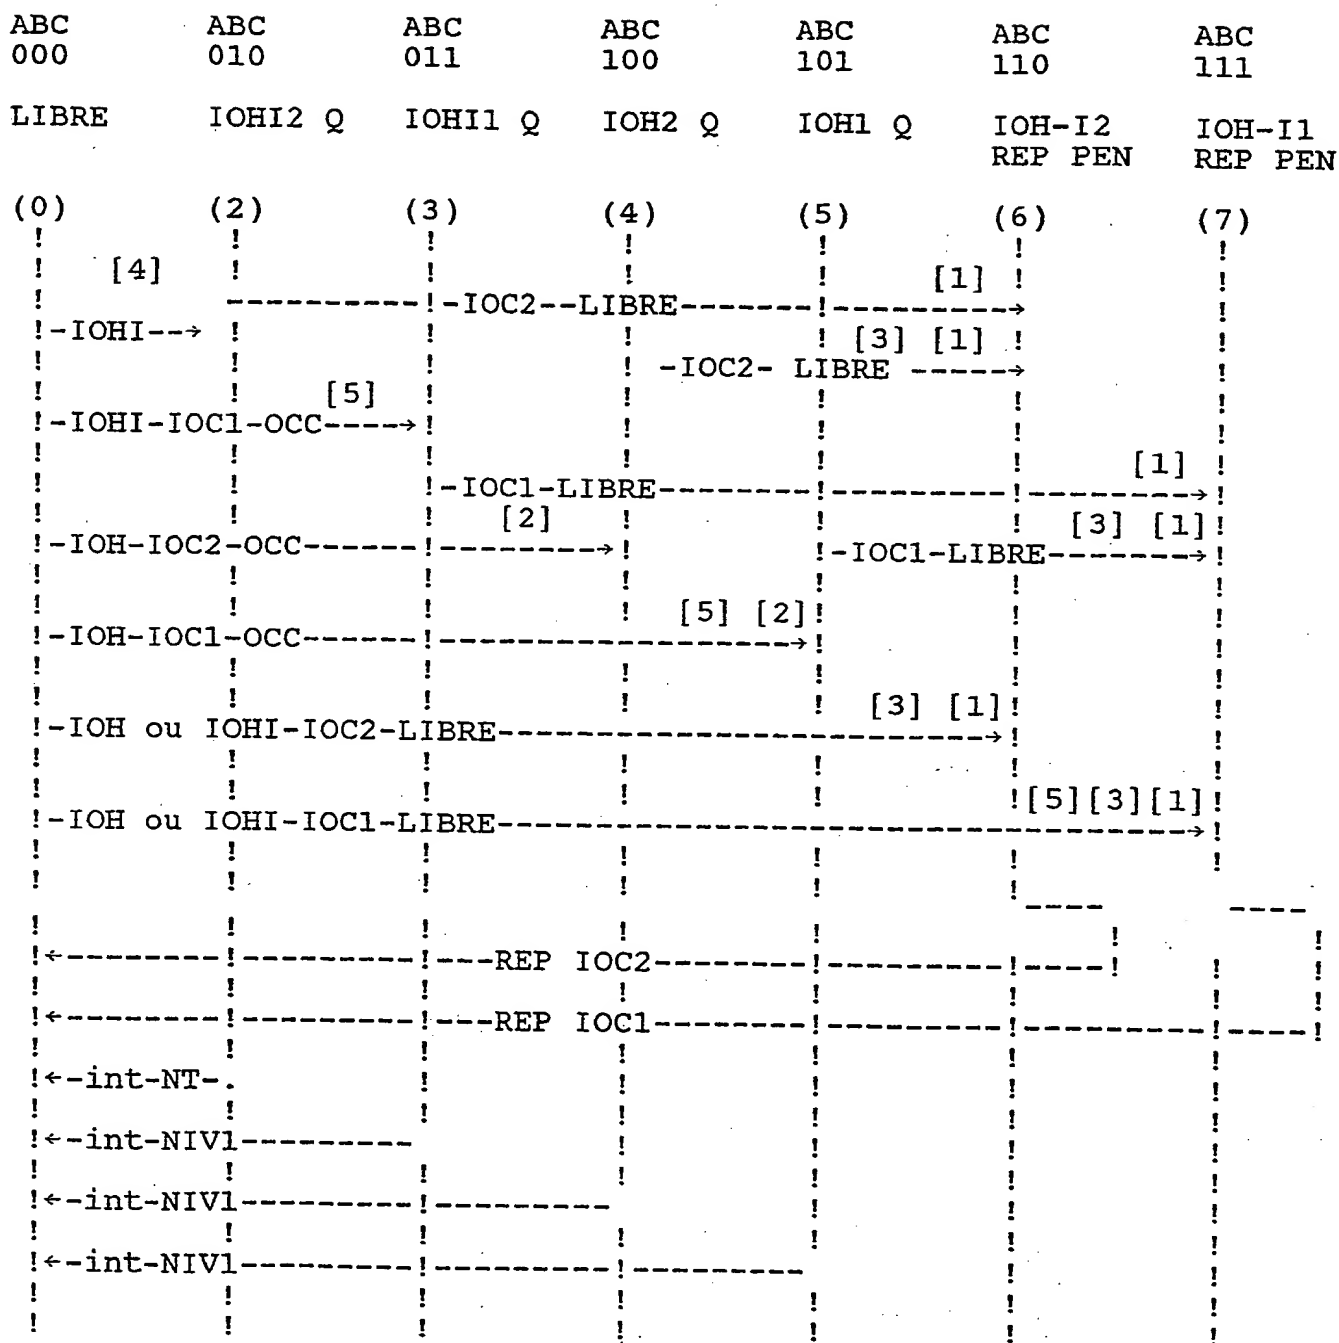 ABC ABC ABC ABC ABC ABC ABC
000 010 011 100 101 110 111
LIBRE IOHI2 Q IOHI1 Q IOH2 Q IOH1 Q IOH-I2 IOH-I1
REP PEN REP PEN
(0) (2) (3) (4) (5) (6) (7)
[4] [1]
-IOC2--LIBRE
-IOHI--→ [3] [1]
-IOC2- LIBRE
[5]
-IOHI-IOC1-OCC
[1]
-IOC1-LIBRE
[2] [3] [1]
-IOH-IOC2-OCC -IOC1-LIBRE
[5] [2]
-IOH-IOC1-OCC
[3] [1]
-IOH ou IOHI-IOC2-LIBRE
[5][3][1]
-IOH ou IOHI-IOC1-LIBRE
REP IOC2
REP IOC1
←-int-NT-.
←-int-NIV1
←-int-NIV1
←-int-NIV1